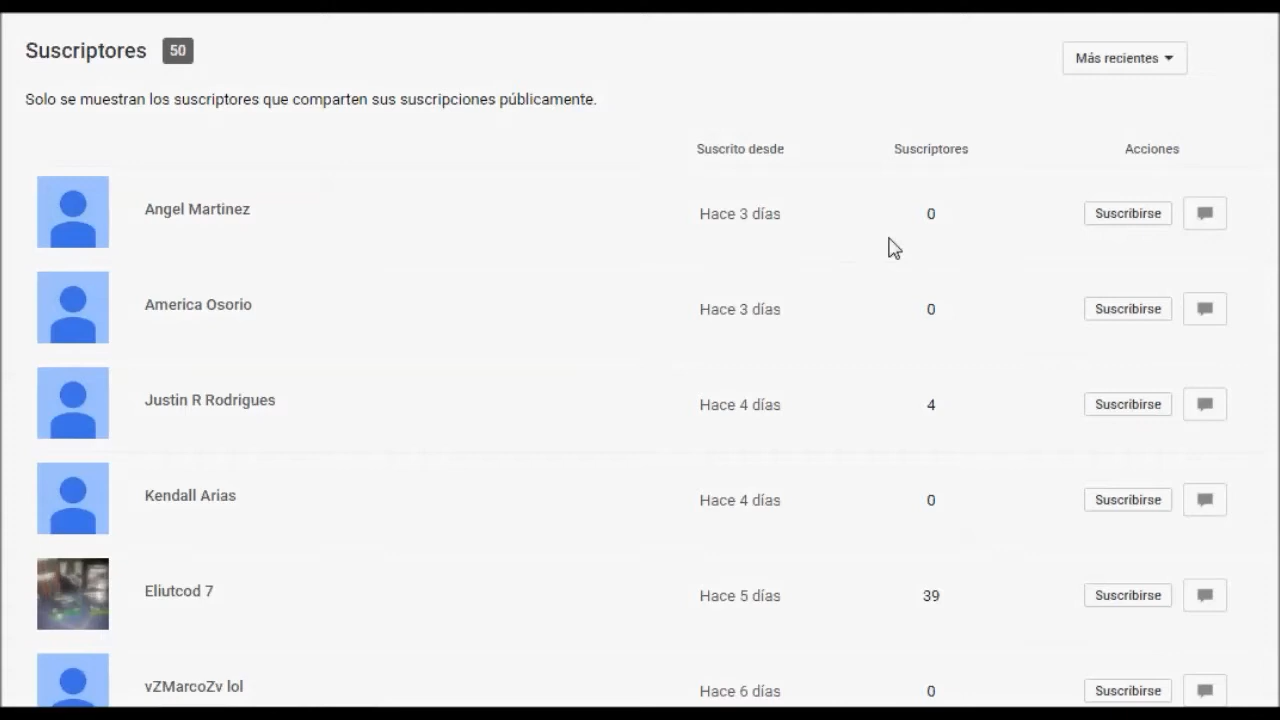 Suscriptores 50
Más recientes
Solo se muestran los suscriptores que comparten sus suscripciones públicamente.
Suscrito desde Suscriptores Acciones
Angel Martinez Hace 3 días 0 Suscribirse
America Osorio Hace 3 días 0 Suscribirse
Justin R Rodrigues Hace 4 días 4 Suscribirse
Kendall Arias Hace 4 días 0 Suscribirse
Eliutcod 7 Hace 5 días 39 Suscribirse
vZMarcoZv lol Hace 6 días 0 Suscribirse